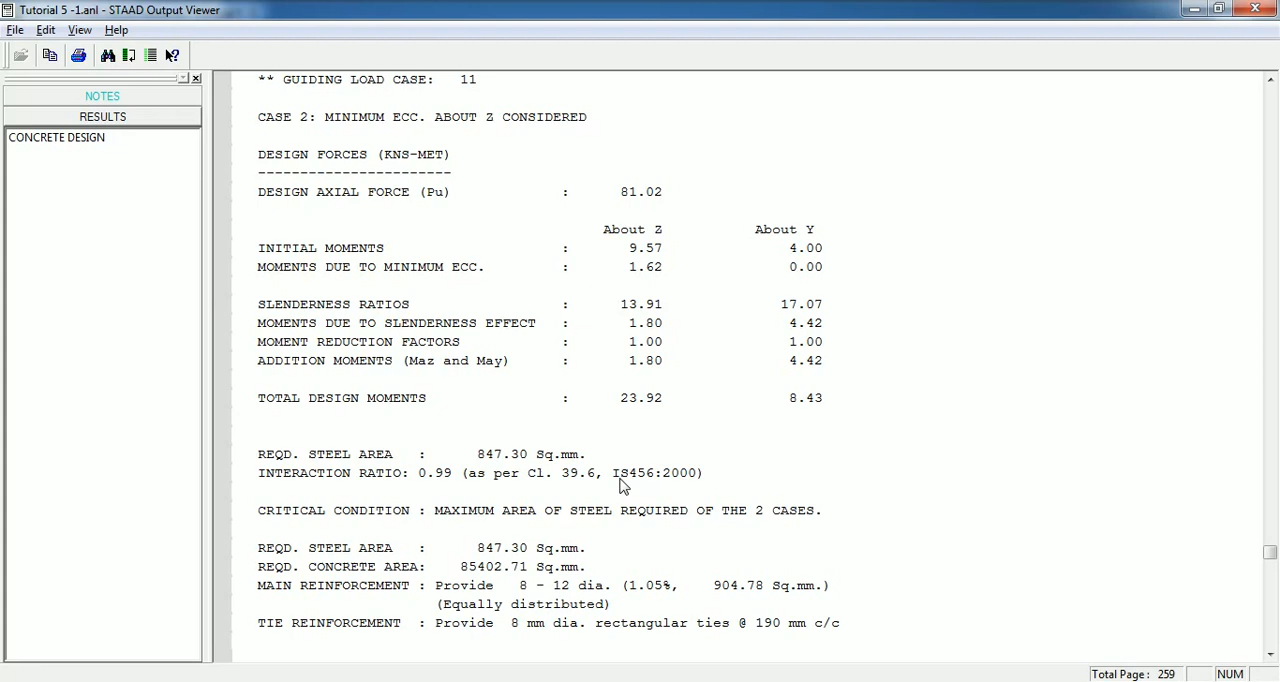 Tutorial 5 -1.anl - STAAD Output Viewer
File Edit View Help
NOTES
RESULTS
CONCRETE DESIGN
** GUIDING LOAD CASE: 11
CASE 2: MINIMUM ECC. ABOUT Z CONSIDERED
DESIGN FORCES (KNS-MET)
-----------------------
DESIGN AXIAL FORCE (Pu) : 81.02
About Z About Y
INITIAL MOMENTS : 9.57 4.00
MOMENTS DUE TO MINIMUM ECC. : 1.62 0.00
SLENDERNESS RATIOS : 13.91 17.07
MOMENTS DUE TO SLENDERNESS EFFECT : 1.80 4.42
MOMENT REDUCTION FACTORS : 1.00 1.00
ADDITION MOMENTS (Maz and May) : 1.80 4.42
TOTAL DESIGN MOMENTS : 23.92 8.43
REQD. STEEL AREA : 847.30 Sq.mm.
INTERACTION RATIO: 0.99 (as per Cl. 39.6, IS456:2000)
CRITICAL CONDITION : MAXIMUM AREA OF STEEL REQUIRED OF THE 2 CASES.
REQD. STEEL AREA : 847.30 Sq.mm.
REQD. CONCRETE AREA: 85402.71 Sq.mm.
MAIN REINFORCEMENT : Provide 8 - 12 dia. (1.05%, 904.78 Sq.mm.)
(Equally distributed)
TIE REINFORCEMENT : Provide 8 mm dia. rectangular ties @ 190 mm c/c
Total Page: 259 NUM